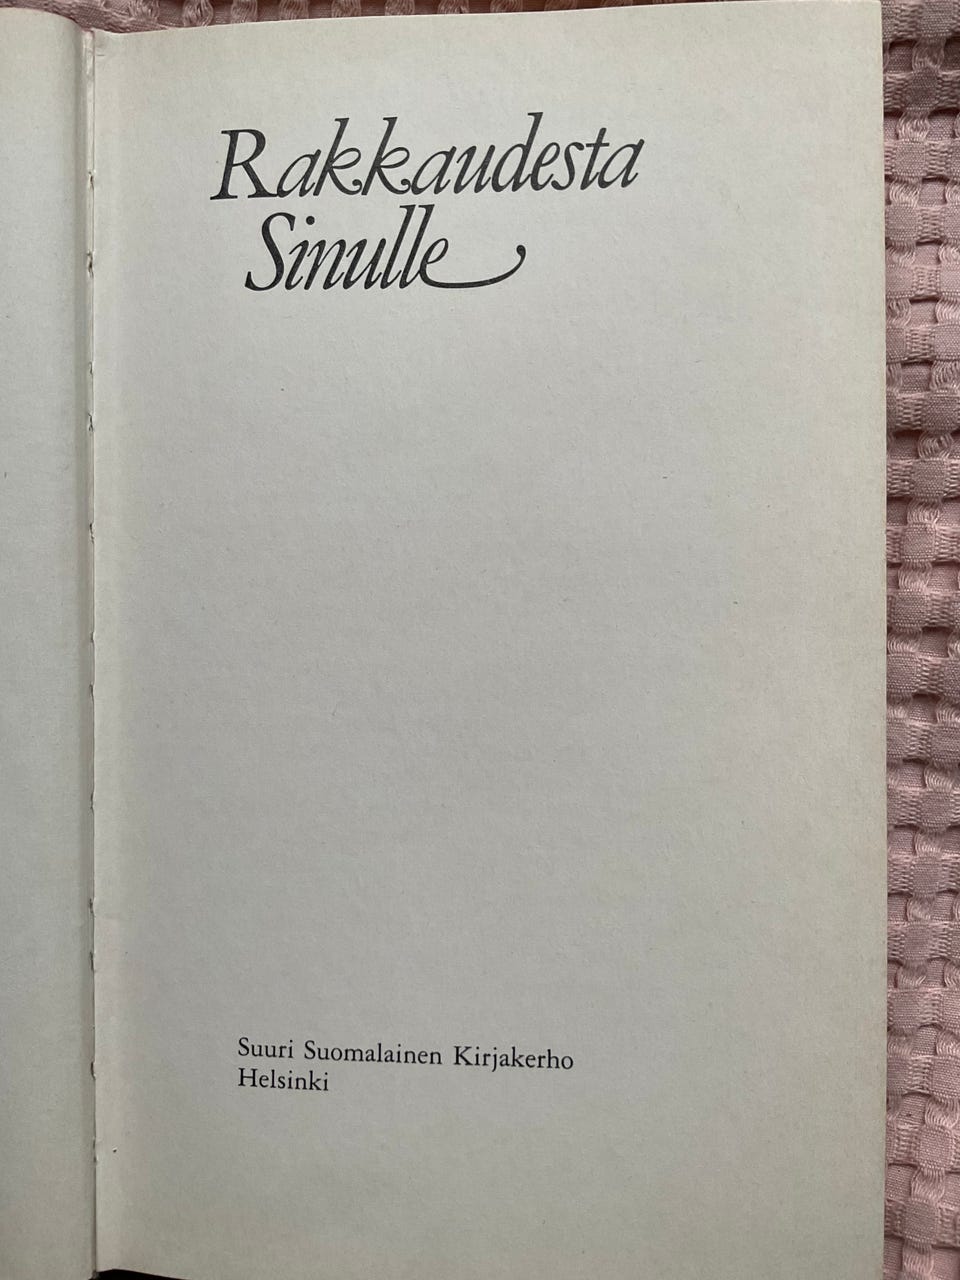 Rakkaudesta
Sinulle
Suuri Suomalainen Kirjakerho
Helsinki